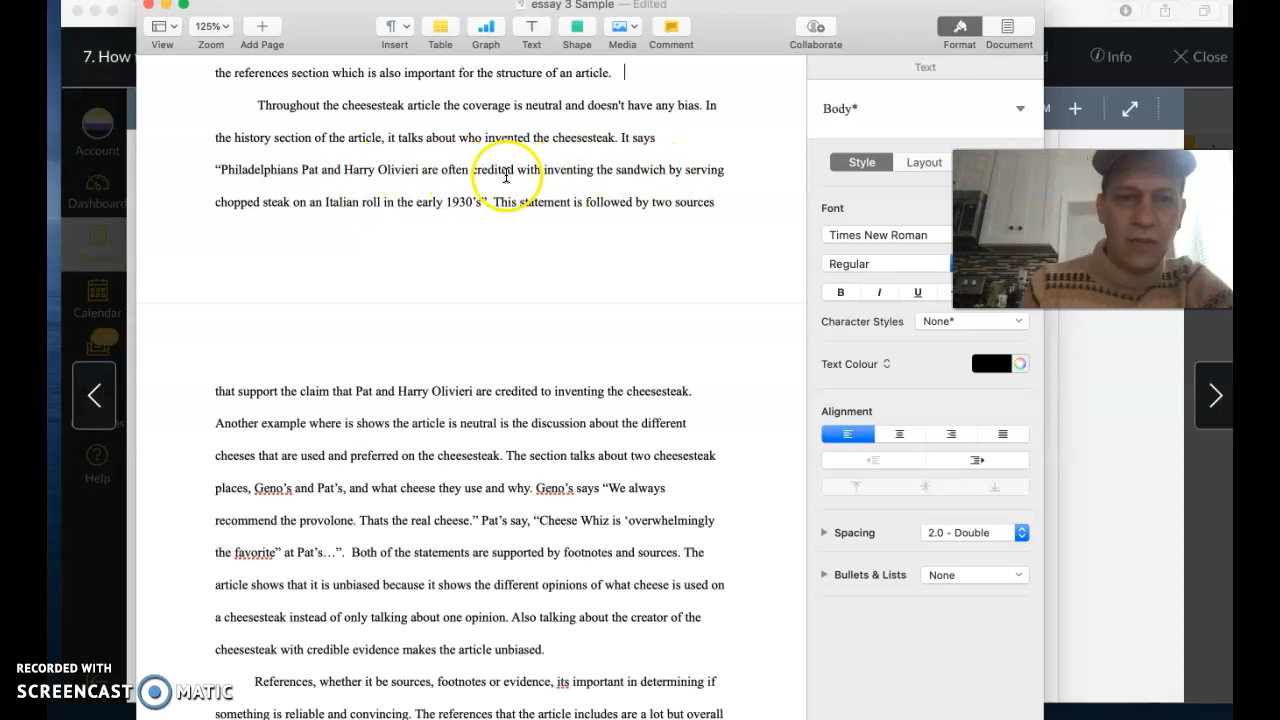 essay 3 Sample — Edited
125%
View
Zoom
Add Page
Insert
Table
Graph
Text
Shape
Media
Comment
Collaborate
Format
Document
7. How
Info
Close
Text
Account
Dashboard
Calendar
Help
the references section which is also important for the structure of an article.
Throughout the cheesesteak article the coverage is neutral and doesn't have any bias. In
the history section of the article, it talks about who invented the cheesesteak. It says
“Philadelphians Pat and Harry Olivieri are often credited with inventing the sandwich by serving
chopped steak on an Italian roll in the early 1930’s”. This statement is followed by two sources
that support the claim that Pat and Harry Olivieri are credited to inventing the cheesesteak.
Another example where is shows the article is neutral is the discussion about the different
cheeses that are used and preferred on the cheesesteak. The section talks about two cheesesteak
places, Geno’s and Pat’s, and what cheese they use and why. Geno’s says “We always
recommend the provolone. Thats the real cheese.” Pat’s say, “Cheese Whiz is ‘overwhelmingly
the favorite” at Pat’s…”. Both of the statements are supported by footnotes and sources. The
article shows that it is unbiased because it shows the different opinions of what cheese is used on
a cheesesteak instead of only talking about one opinion. Also talking about the creator of the
cheesesteak with credible evidence makes the article unbiased.
References, whether it be sources, footnotes or evidence, its important in determining if
something is reliable and convincing. The references that the article includes are a lot but overall
Body*
Style
Layout
Font
Times New Roman
Regular
B I U
Character Styles
None*
Text Colour
Alignment
Spacing
2.0 - Double
Bullets & Lists
None
RECORDED WITH
SCREENCAST MATIC